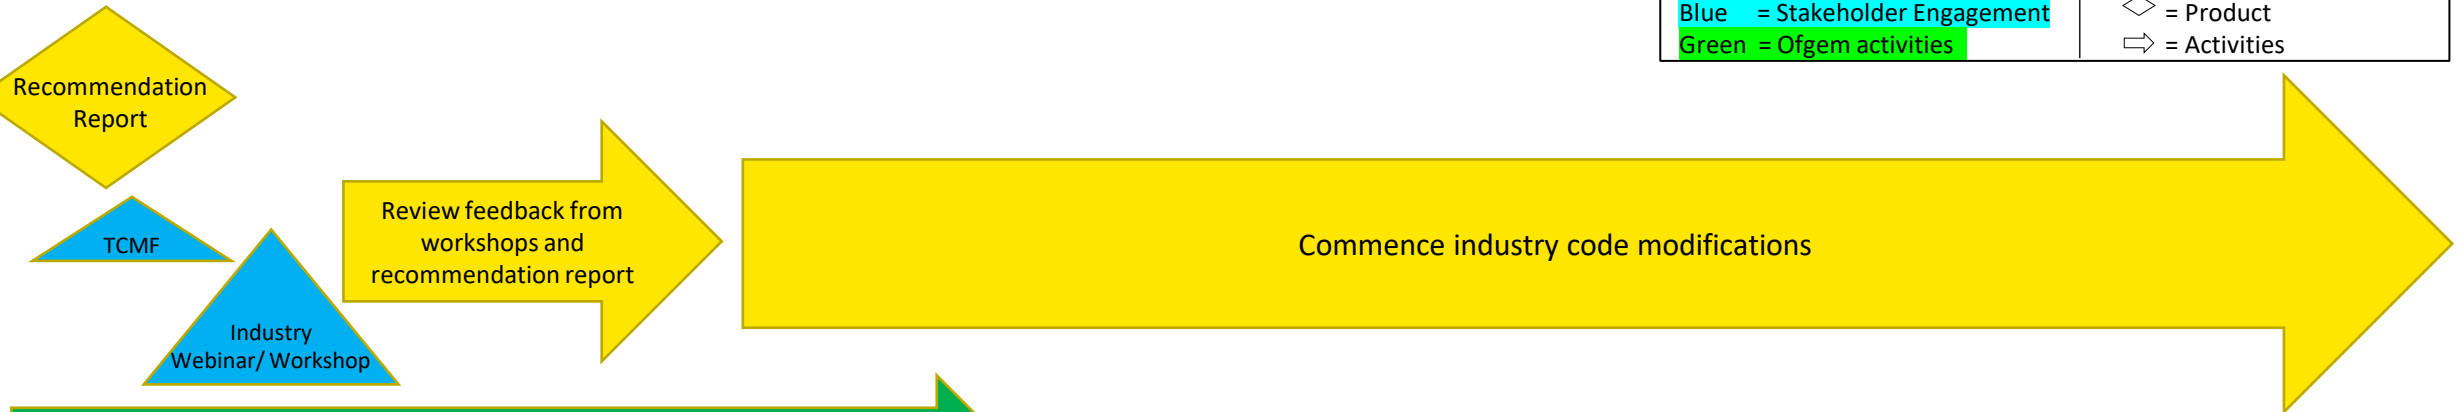 Blue = Stakeholder Engagement
= Product
Green = Ofgem activities
= Activities
Recommendation
Report
Review feedback from
workshops and
recommendation report
TCMF
Commence industry code modifications
Industry
Webinar/ Workshop